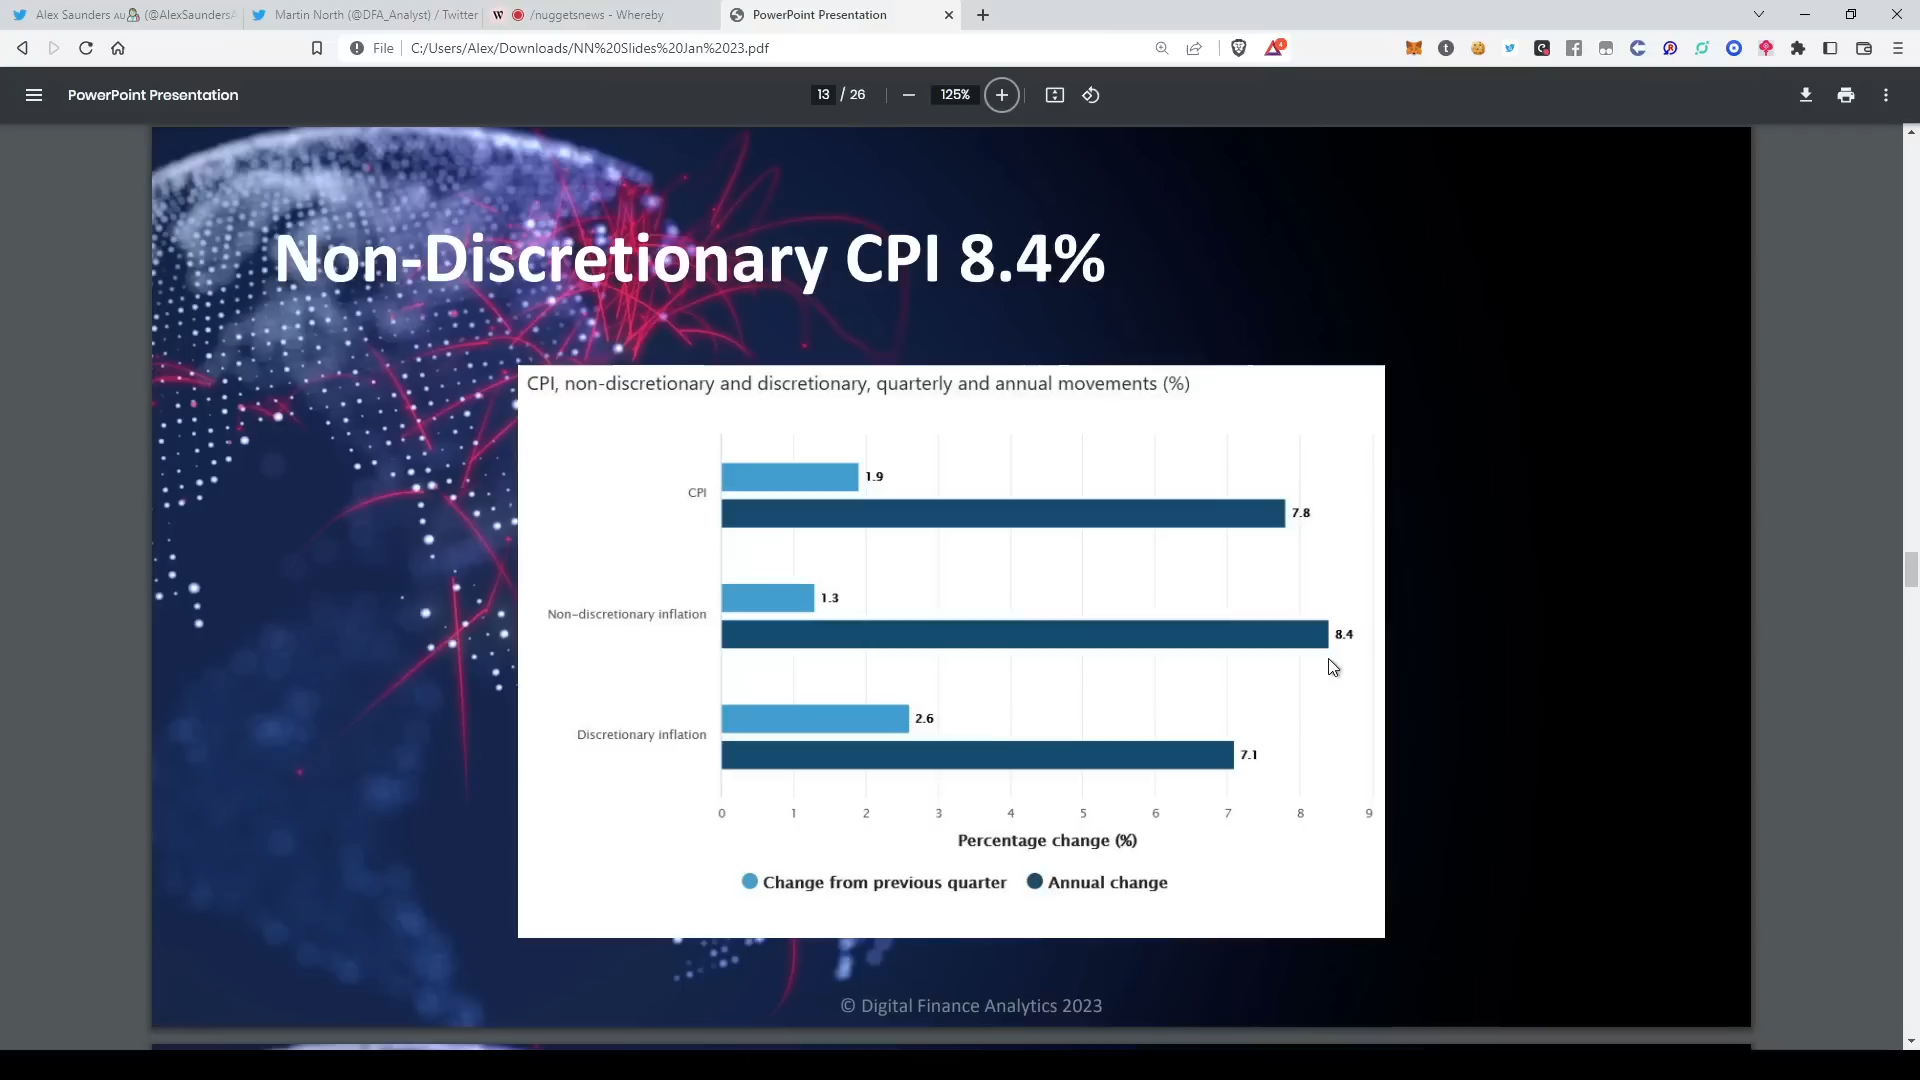 Alex Saunders AU (@AlexSaunders
Martin North (@DFA_Analyst) / Twitter
/nuggetsnews - Whereby
PowerPoint Presentation
File
C:/Users/Alex/Downloads/NN%20Slides%20Jan%2023.pdf
4
PowerPoint Presentation
13 / 26
125%
Non-Discretionary CPI 8.4%
CPI, non-discretionary and discretionary, quarterly and annual movements (%)
1.9
CPI
7.8
1.3
Non-discretionary inflation
8.4
2.6
Discretionary inflation
7.1
0 1 2 3 4 5 6 7 8 9
Percentage change (%)
Change from previous quarter Annual change
© Digital Finance Analytics 2023